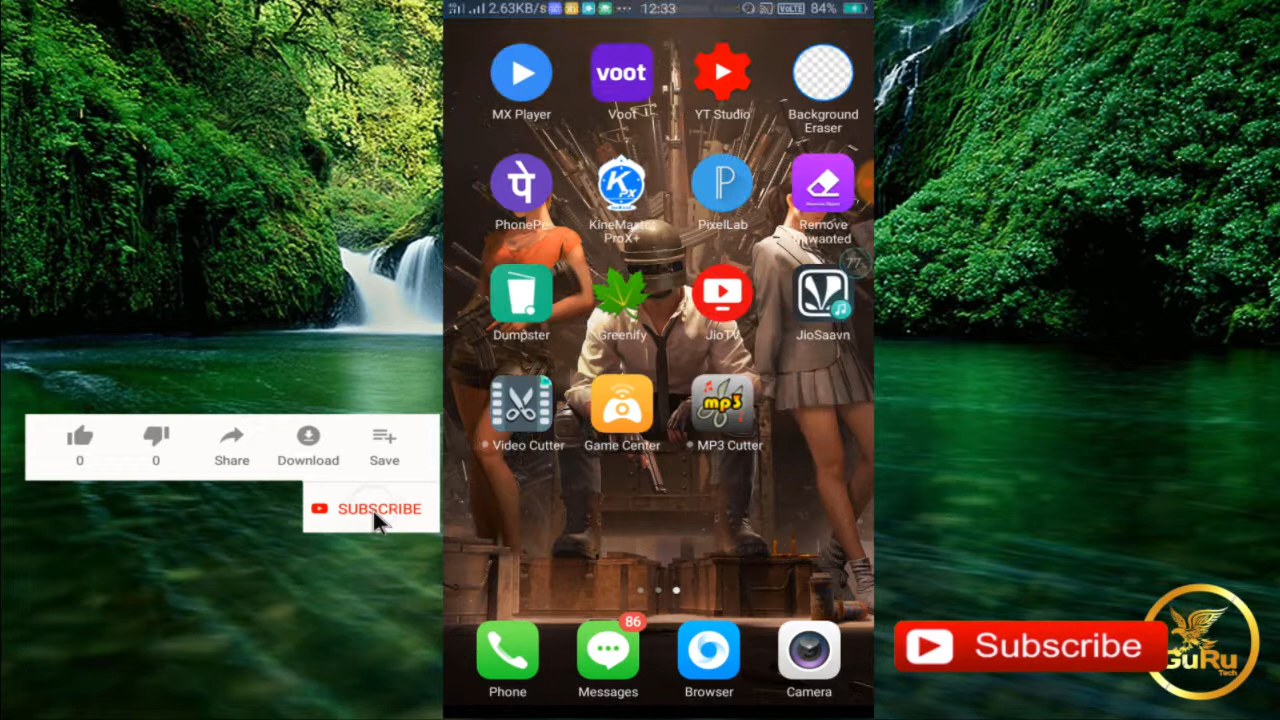 2.63KB/s
12:33
VoLTE
84%
voot
MX Player
Voot
YT Studio
Background
Eraser
पे
K
PX
P
PhonePe
KineMaster
ProX+
PixelLab
Remove
Unwanted
77
Dumpster
Greenify
JioTV
JioSaavn
mp3
Video Cutter
Game Center
MP3 Cutter
0
0
Share
Download
Save
SUBSCRIBE
86
Phone
Messages
Browser
Camera
Subscribe
GuRu
Tech